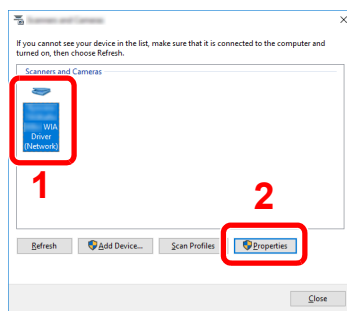 If you cannot see your device in the list, make sure that it is connected to the computer and
turned on, then choose Refresh.
Scanners and Cameras
WIA
Driver
(Network)
1
2
Refresh
Add Device...
Scan Profiles
Properties
Close